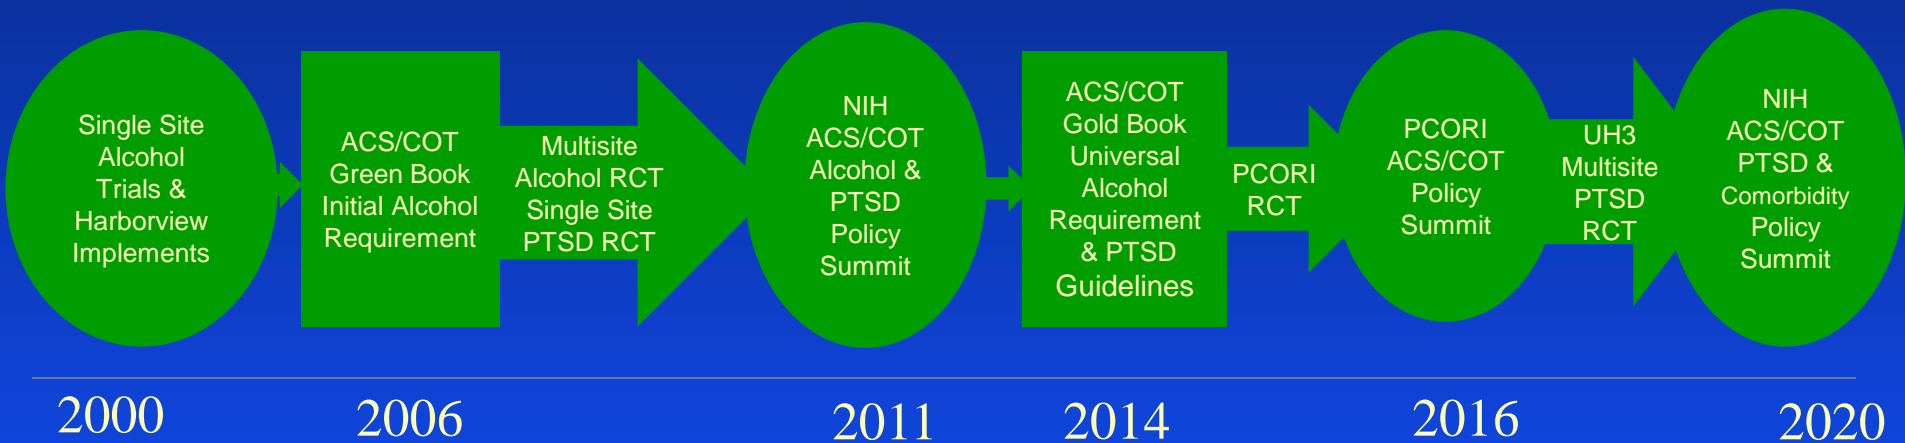 Single Site
Alcohol
Trials &
Harborview
Implements
ACS/COT
Green Book
Initial Alcohol
Requirement
Multisite
Alcohol RCT
Single Site
PTSD RCT
NIH
ACS/COT
Alcohol &
PTSD
Policy
Summit
ACS/COT
Gold Book
Universal
Alcohol
Requirement
& PTSD
Guidelines
PCORI
RCT
PCORI
ACS/COT
Policy
Summit
UH3
Multisite
PTSD
RCT
NIH
ACS/COT
PTSD &
Comorbidity
Policy
Summit
2000
2006
2011
2014
2016
2020